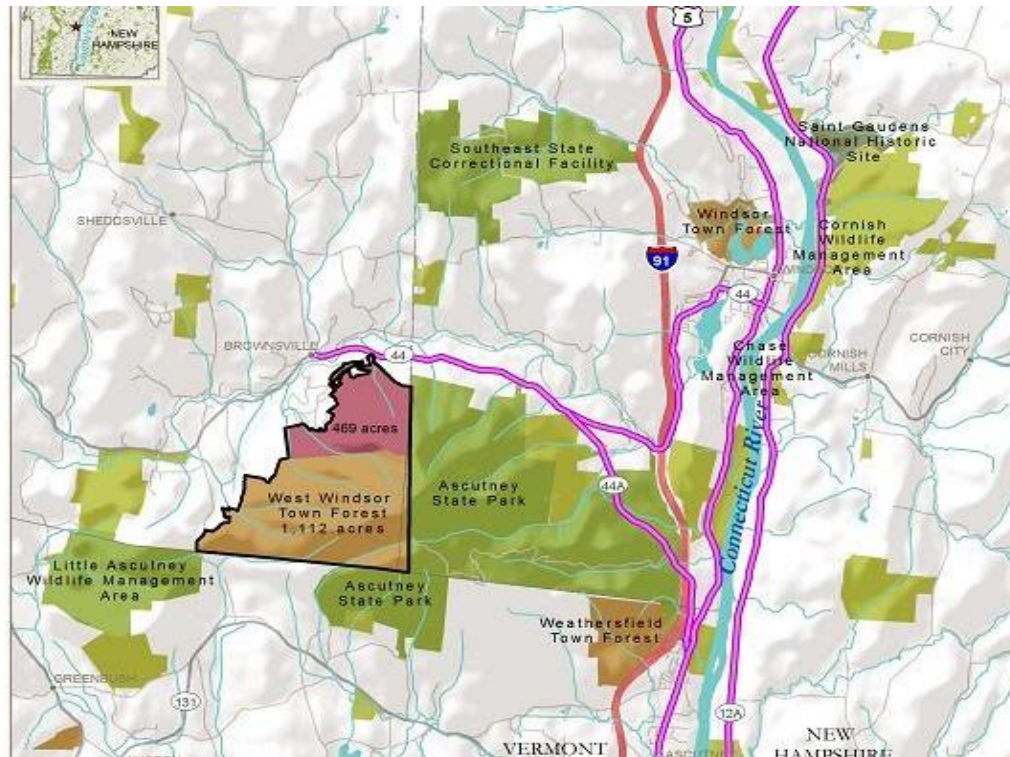 NEW
HAMPSHIRE
5
Southeast State
Correctional Facility
Saint Gaudens
National Historic
Site
SHEDDSVILLE
Windsor
Town Forest
Cornish
Wildlife
Management
Area
91
44
BROWNSVILLE
44
Chase
Wildlife
Management
Area
CORNISH
MILLS
CORNISH
CITY
469 acres
West Windsor
Town Forest
1,112 acres
Ascutney
State Park
44A
Connecticut River
Little Ascutney
Wildlife Management
Area
Ascutney
State Park
Weathersfield
Town Forest
GREENBUSH
131
12A
VERMONT
NEW
HAMPSHIRE